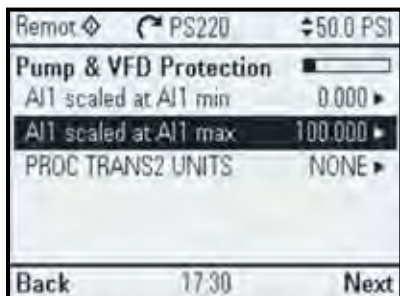 Remot PS220 50.0 PSI
Pump & VFD Protection
AI1 scaled at AI1 min 0.000
AI1 scaled at AI1 max 100.000
PROC TRANS2 UNITS NONE
Back 17:30 Next